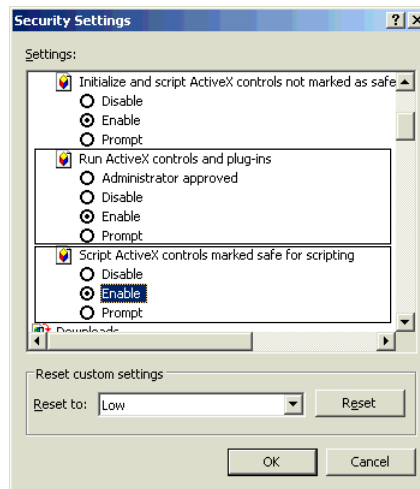 Security Settings
Settings:
Initialize and script ActiveX controls not marked as safe
Disable
Enable
Prompt
Run ActiveX controls and plug-ins
Administrator approved
Disable
Enable
Prompt
Script ActiveX controls marked safe for scripting
Disable
Enable
Prompt
Downloads
Reset custom settings
Reset to: Low Reset
OK Cancel